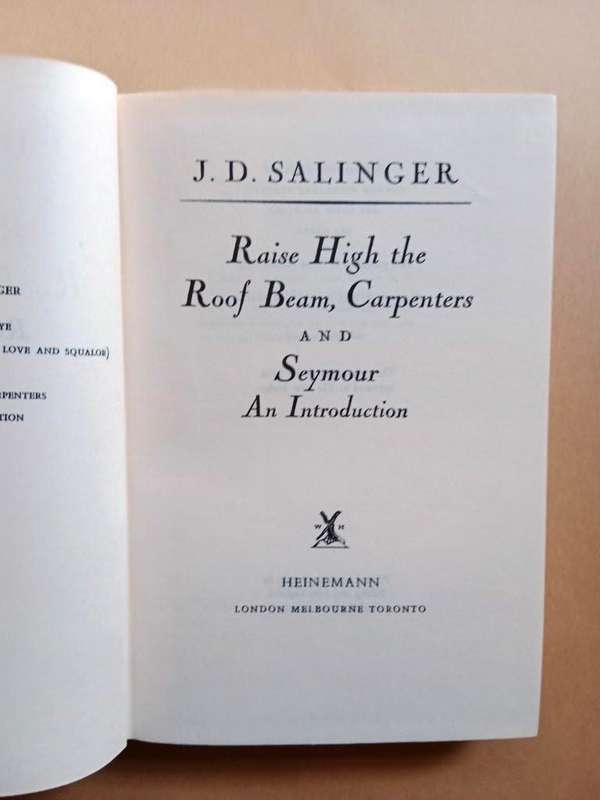 GER
YE
LOVE AND SQUALOR)
RPENTERS
TION
J. D. SALINGER
Raise High the
Roof Beam, Carpenters
AND
Seymour
An Introduction
W H
HEINEMANN
LONDON MELBOURNE TORONTO